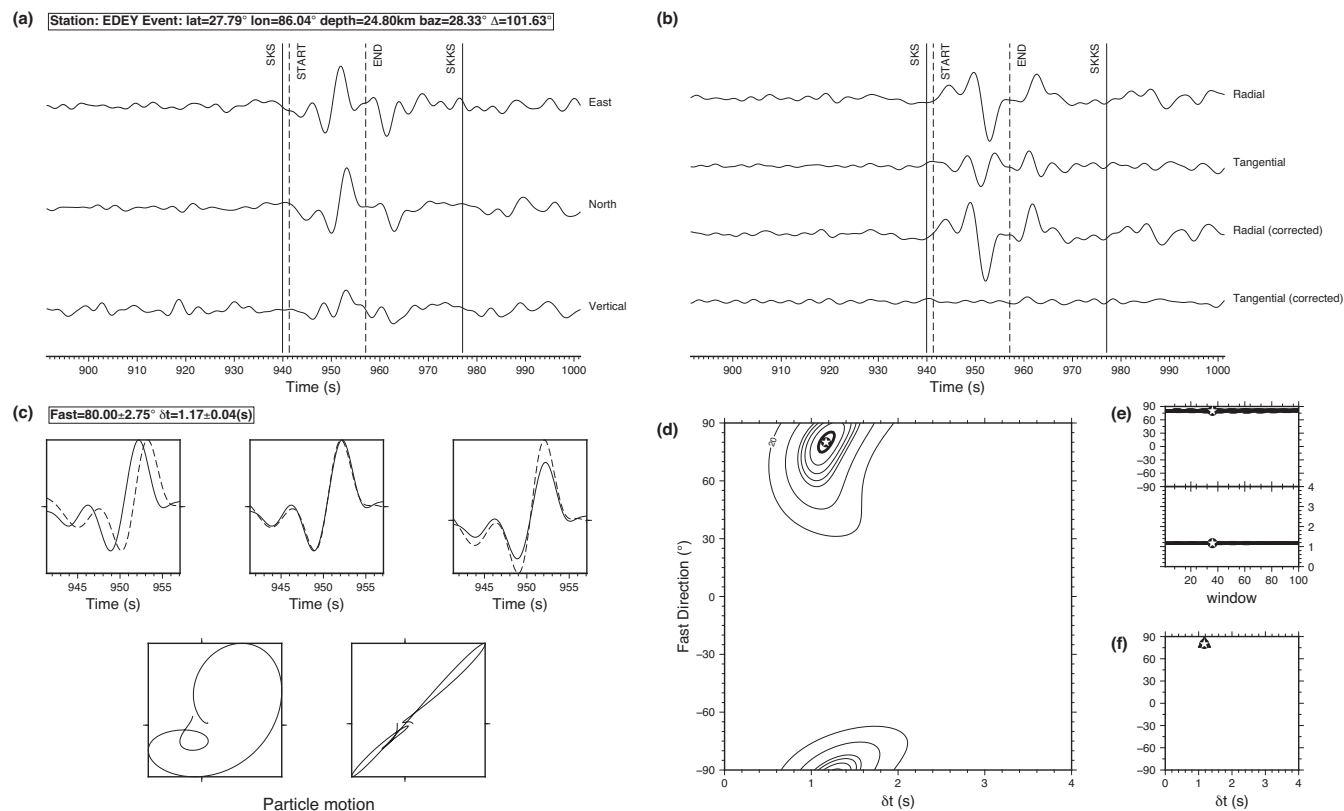 (a)
Station: EDEY Event: lat=27.79° lon=86.04° depth=24.80km baz=28.33° Δ=101.63°
SKS
START
END
SKKS
East
North
Vertical
900 910 920 930 940 950 960 970 980 990 1000
Time (s)
(b)
SKS
START
END
SKKS
Radial
Tangential
Radial (corrected)
Tangential (corrected)
900 910 920 930 940 950 960 970 980 990 1000
Time (s)
(c)
Fast=80.00±2.75° δt=1.17±0.04(s)
945 950 955
Time (s)
945 950 955
Time (s)
945 950 955
Time (s)
Particle motion
(d)
20
90
60
30
0
−30
−60
−90
Fast Direction (°)
0 1 2 3 4
δt (s)
(e)
90
60
30
0
−30
−60
−90
4
3
2
1
0
20 40 60 80 100
window
(f)
90
60
30
0
−30
−60
−90
0 1 2 3 4
δt (s)